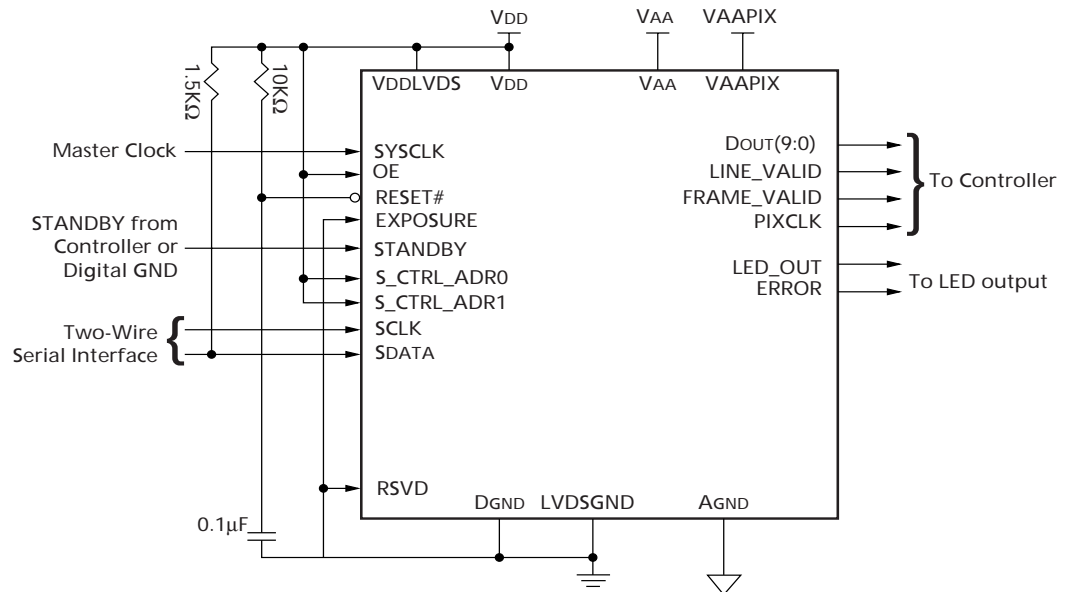 VDD
VAA
VAAPIX
1.5KΩ
10KΩ
VDDLVDS
VDD
VAA
VAAPIX
Master Clock
SYSCLK
OE
RESET#
EXPOSURE
STANDBY from
Controller or
Digital GND
STANDBY
S_CTRL_ADR0
S_CTRL_ADR1
Two-Wire
Serial Interface
SCLK
SDATA
RSVD
DOUT(9:0)
LINE_VALID
FRAME_VALID
PIXCLK
To Controller
LED_OUT
ERROR
To LED output
DGND
LVDSGND
AGND
0.1µF